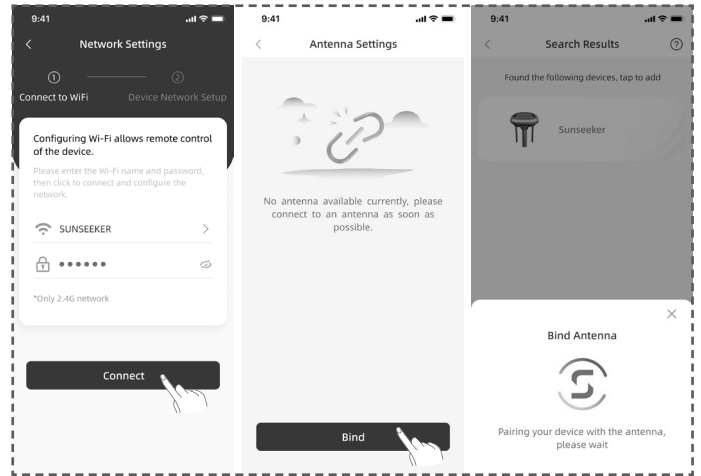 9:41
Network Settings
1 2
Connect to WiFi Device Network Setup
Configuring Wi-Fi allows remote control
of the device.
Please enter the Wi-Fi name and password,
then click to connect and configure the
network.
SUNSEEKER
*Only 2.4G network
Connect
9:41
Antenna Settings
No antenna available currently, please
connect to an antenna as soon as
possible.
Bind
9:41
Search Results ?
Found the following devices, tap to add
Sunseeker
Bind Antenna
S
Pairing your device with the antenna,
please wait